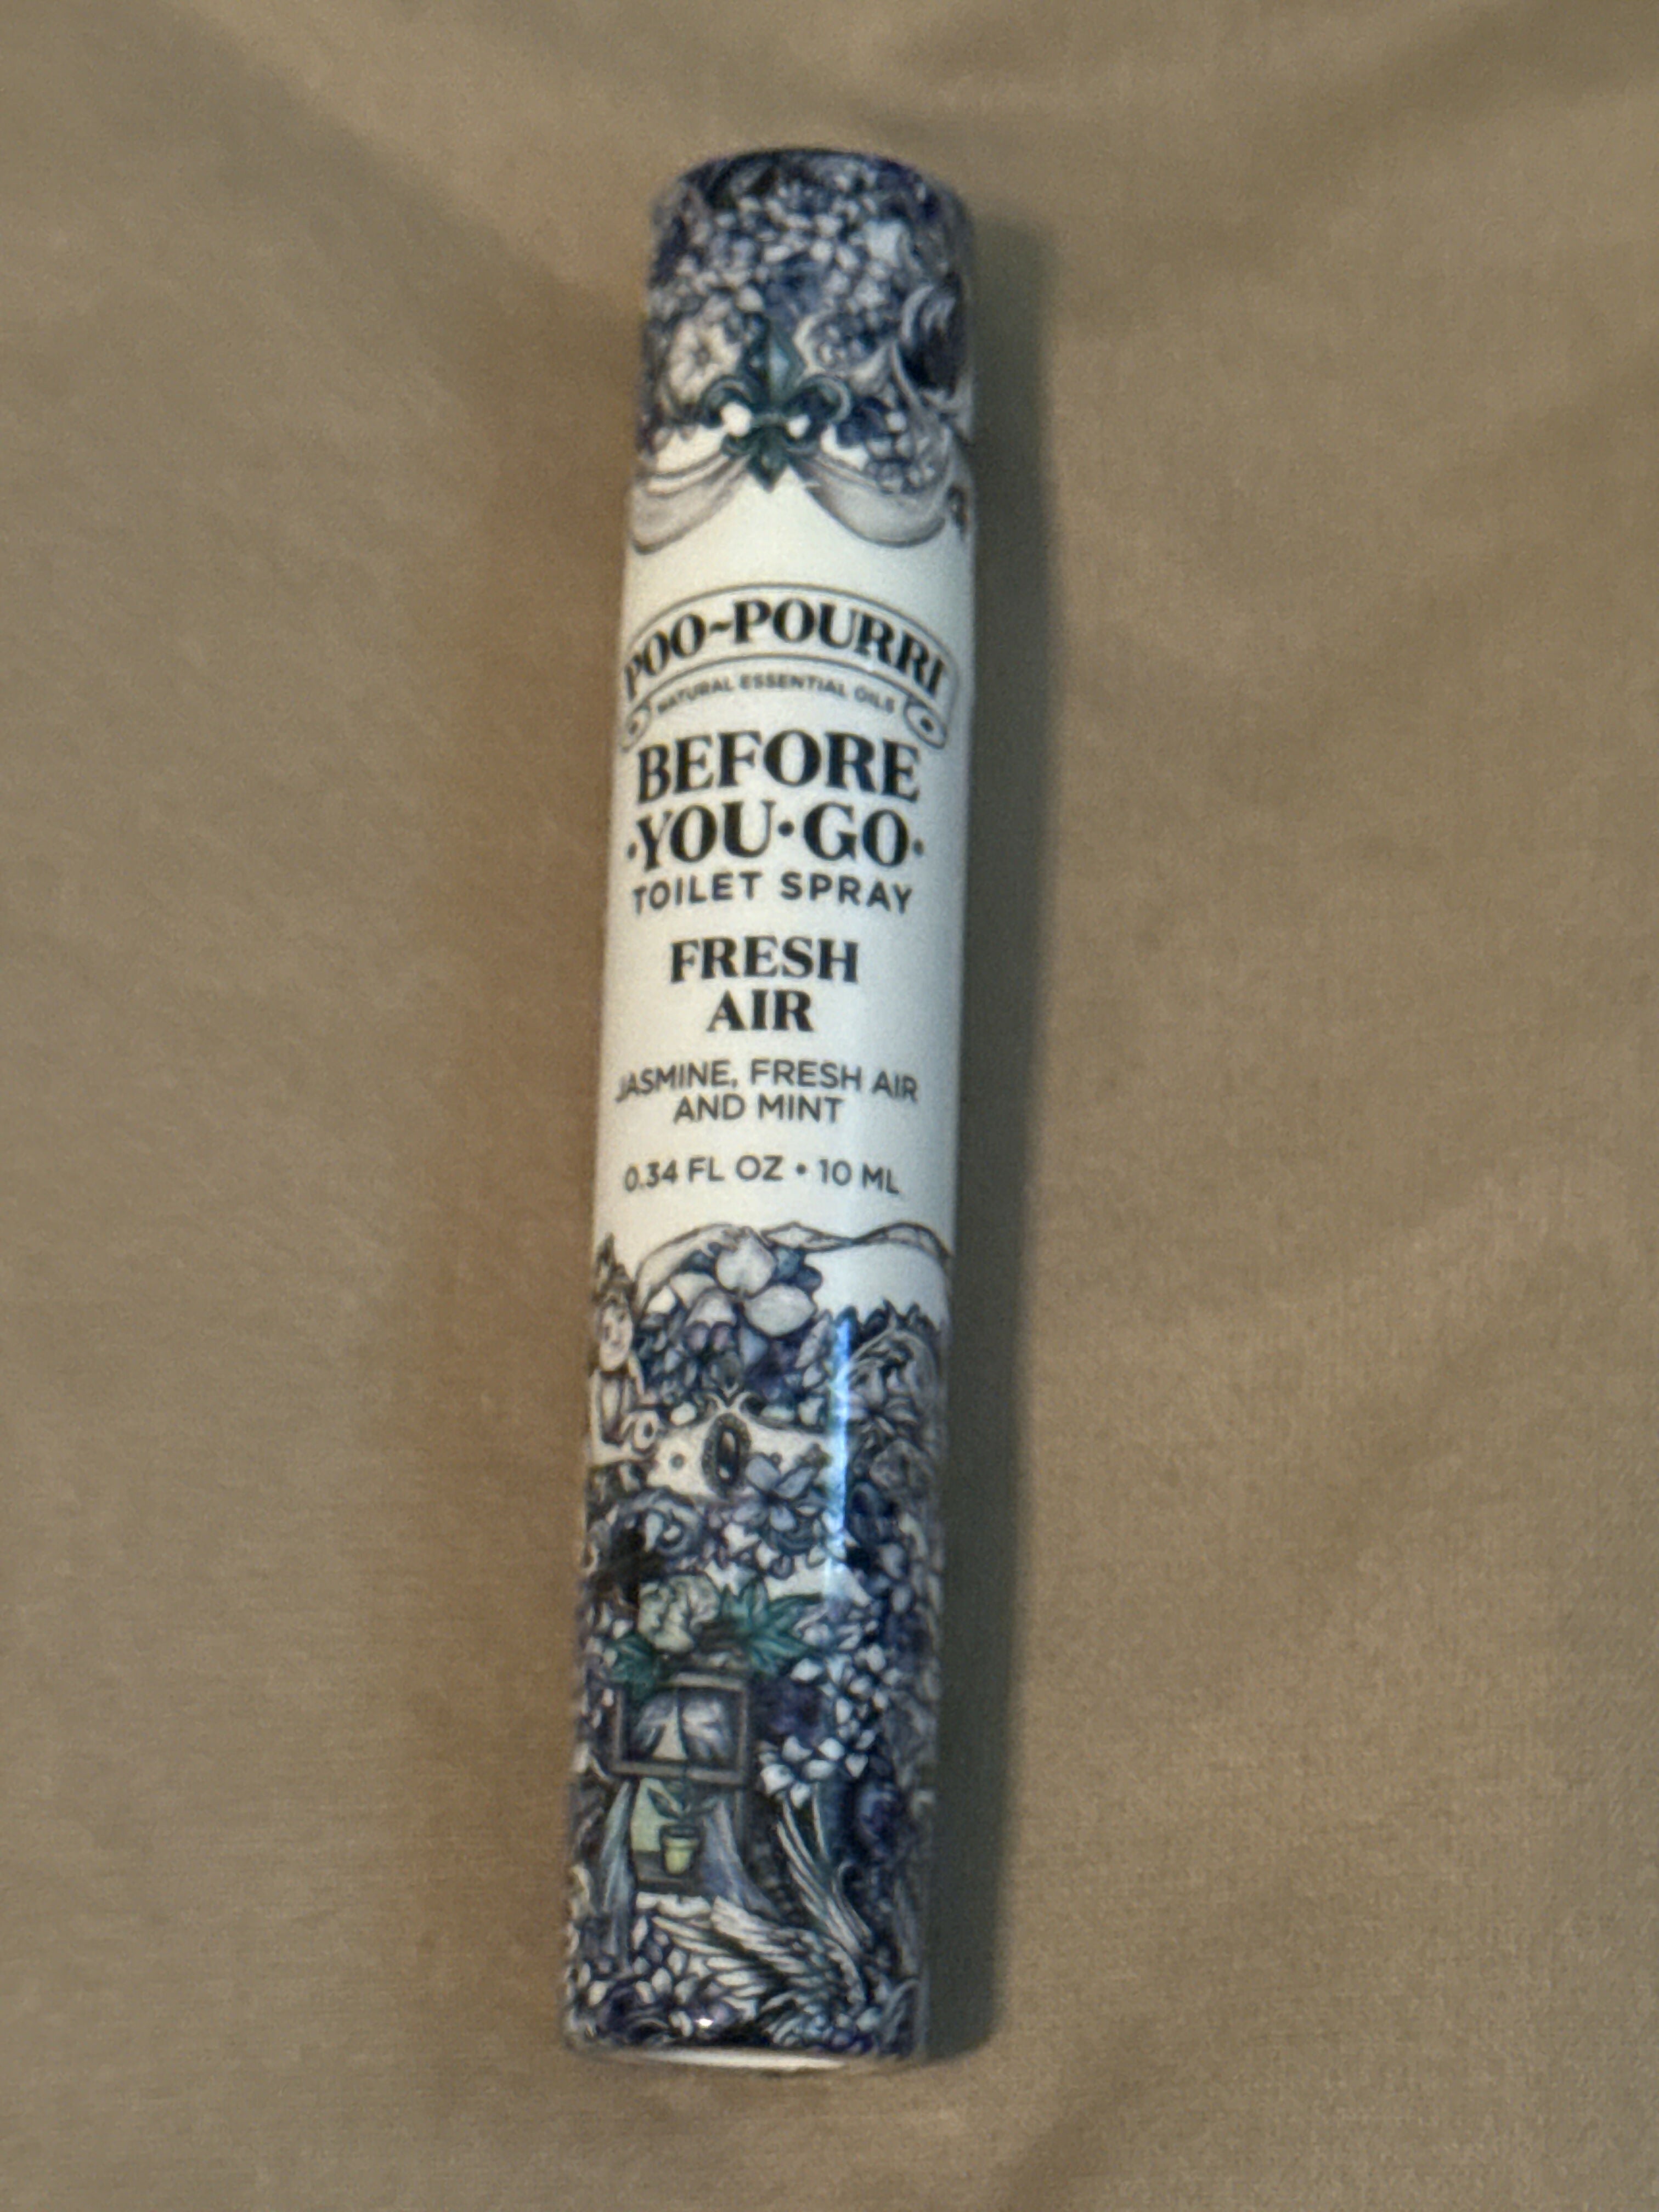 POO~POURRI
NATURAL ESSENTIAL OILS
BEFORE
•YOU•GO•
TOILET SPRAY
FRESH
AIR
JASMINE, FRESH AIR
AND MINT
0.34 FL OZ • 10 ML